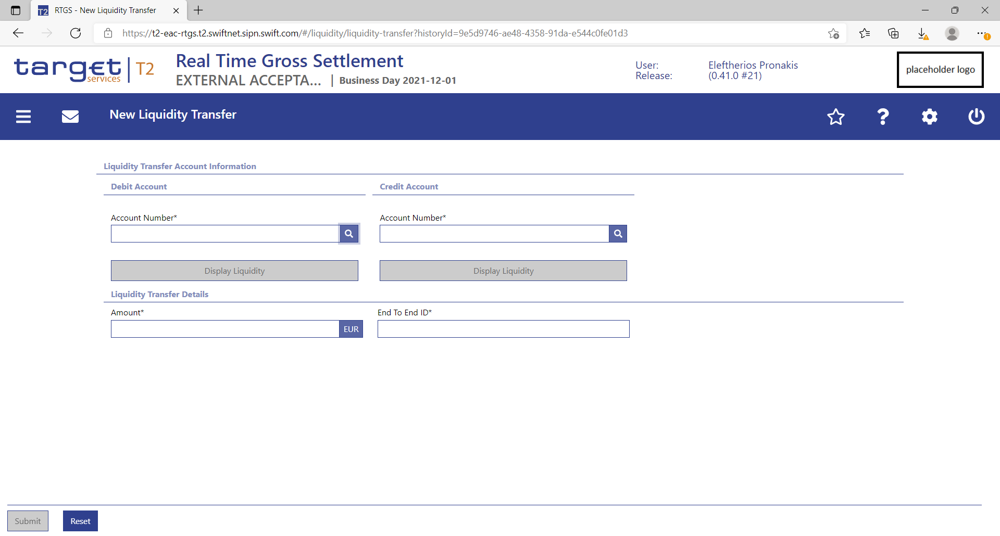 T2 RTGS - New Liquidity Transfer
https://t2-eac-rtgs.t2.swiftnet.sipn.swift.com/#/liquidity/liquidity-transfer?historyId=9e5d9746-ae48-4358-91da-e544c0fe01d3
target services T2
Real Time Gross Settlement
EXTERNAL ACCEPTA... | Business Day 2021-12-01
User: Eleftherios Pronakis
Release: (0.41.0 #21)
placeholder logo
New Liquidity Transfer
Liquidity Transfer Account Information
Debit Account Credit Account
Account Number* Account Number*
Display Liquidity Display Liquidity
Liquidity Transfer Details
Amount* End To End ID*
EUR
Submit Reset